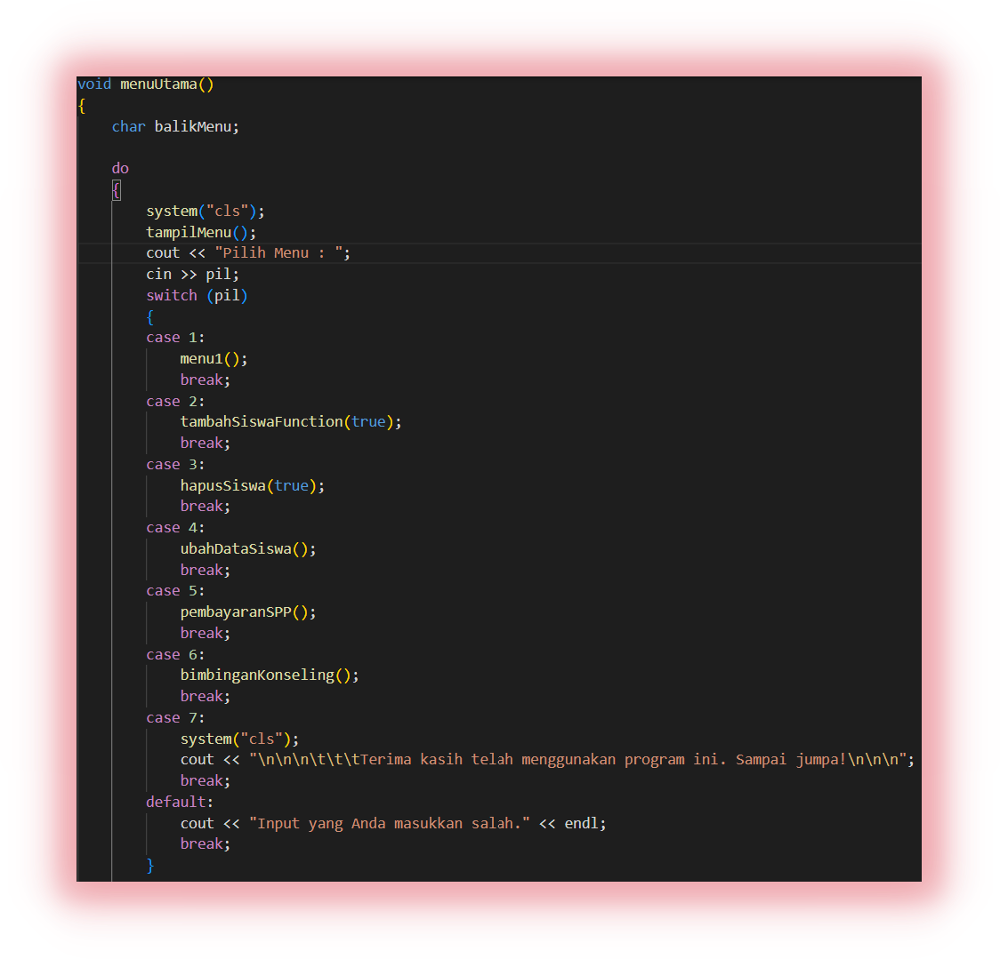 void menuUtama()
{
    char balikMenu;

    do
    {
        system("cls");
        tampilMenu();
        cout << "Pilih Menu : ";
        cin >> pil;
        switch (pil)
        {
        case 1:
            menu1();
            break;
        case 2:
            tambahSiswaFunction(true);
            break;
        case 3:
            hapusSiswa(true);
            break;
        case 4:
            ubahDataSiswa();
            break;
        case 5:
            pembayaranSPP();
            break;
        case 6:
            bimbinganKonseling();
            break;
        case 7:
            system("cls");
            cout << "\n\n\n\t\t\tTerima kasih telah menggunakan program ini. Sampai jumpa!\n\n\n";
            break;
        default:
            cout << "Input yang Anda masukkan salah." << endl;
            break;
        }